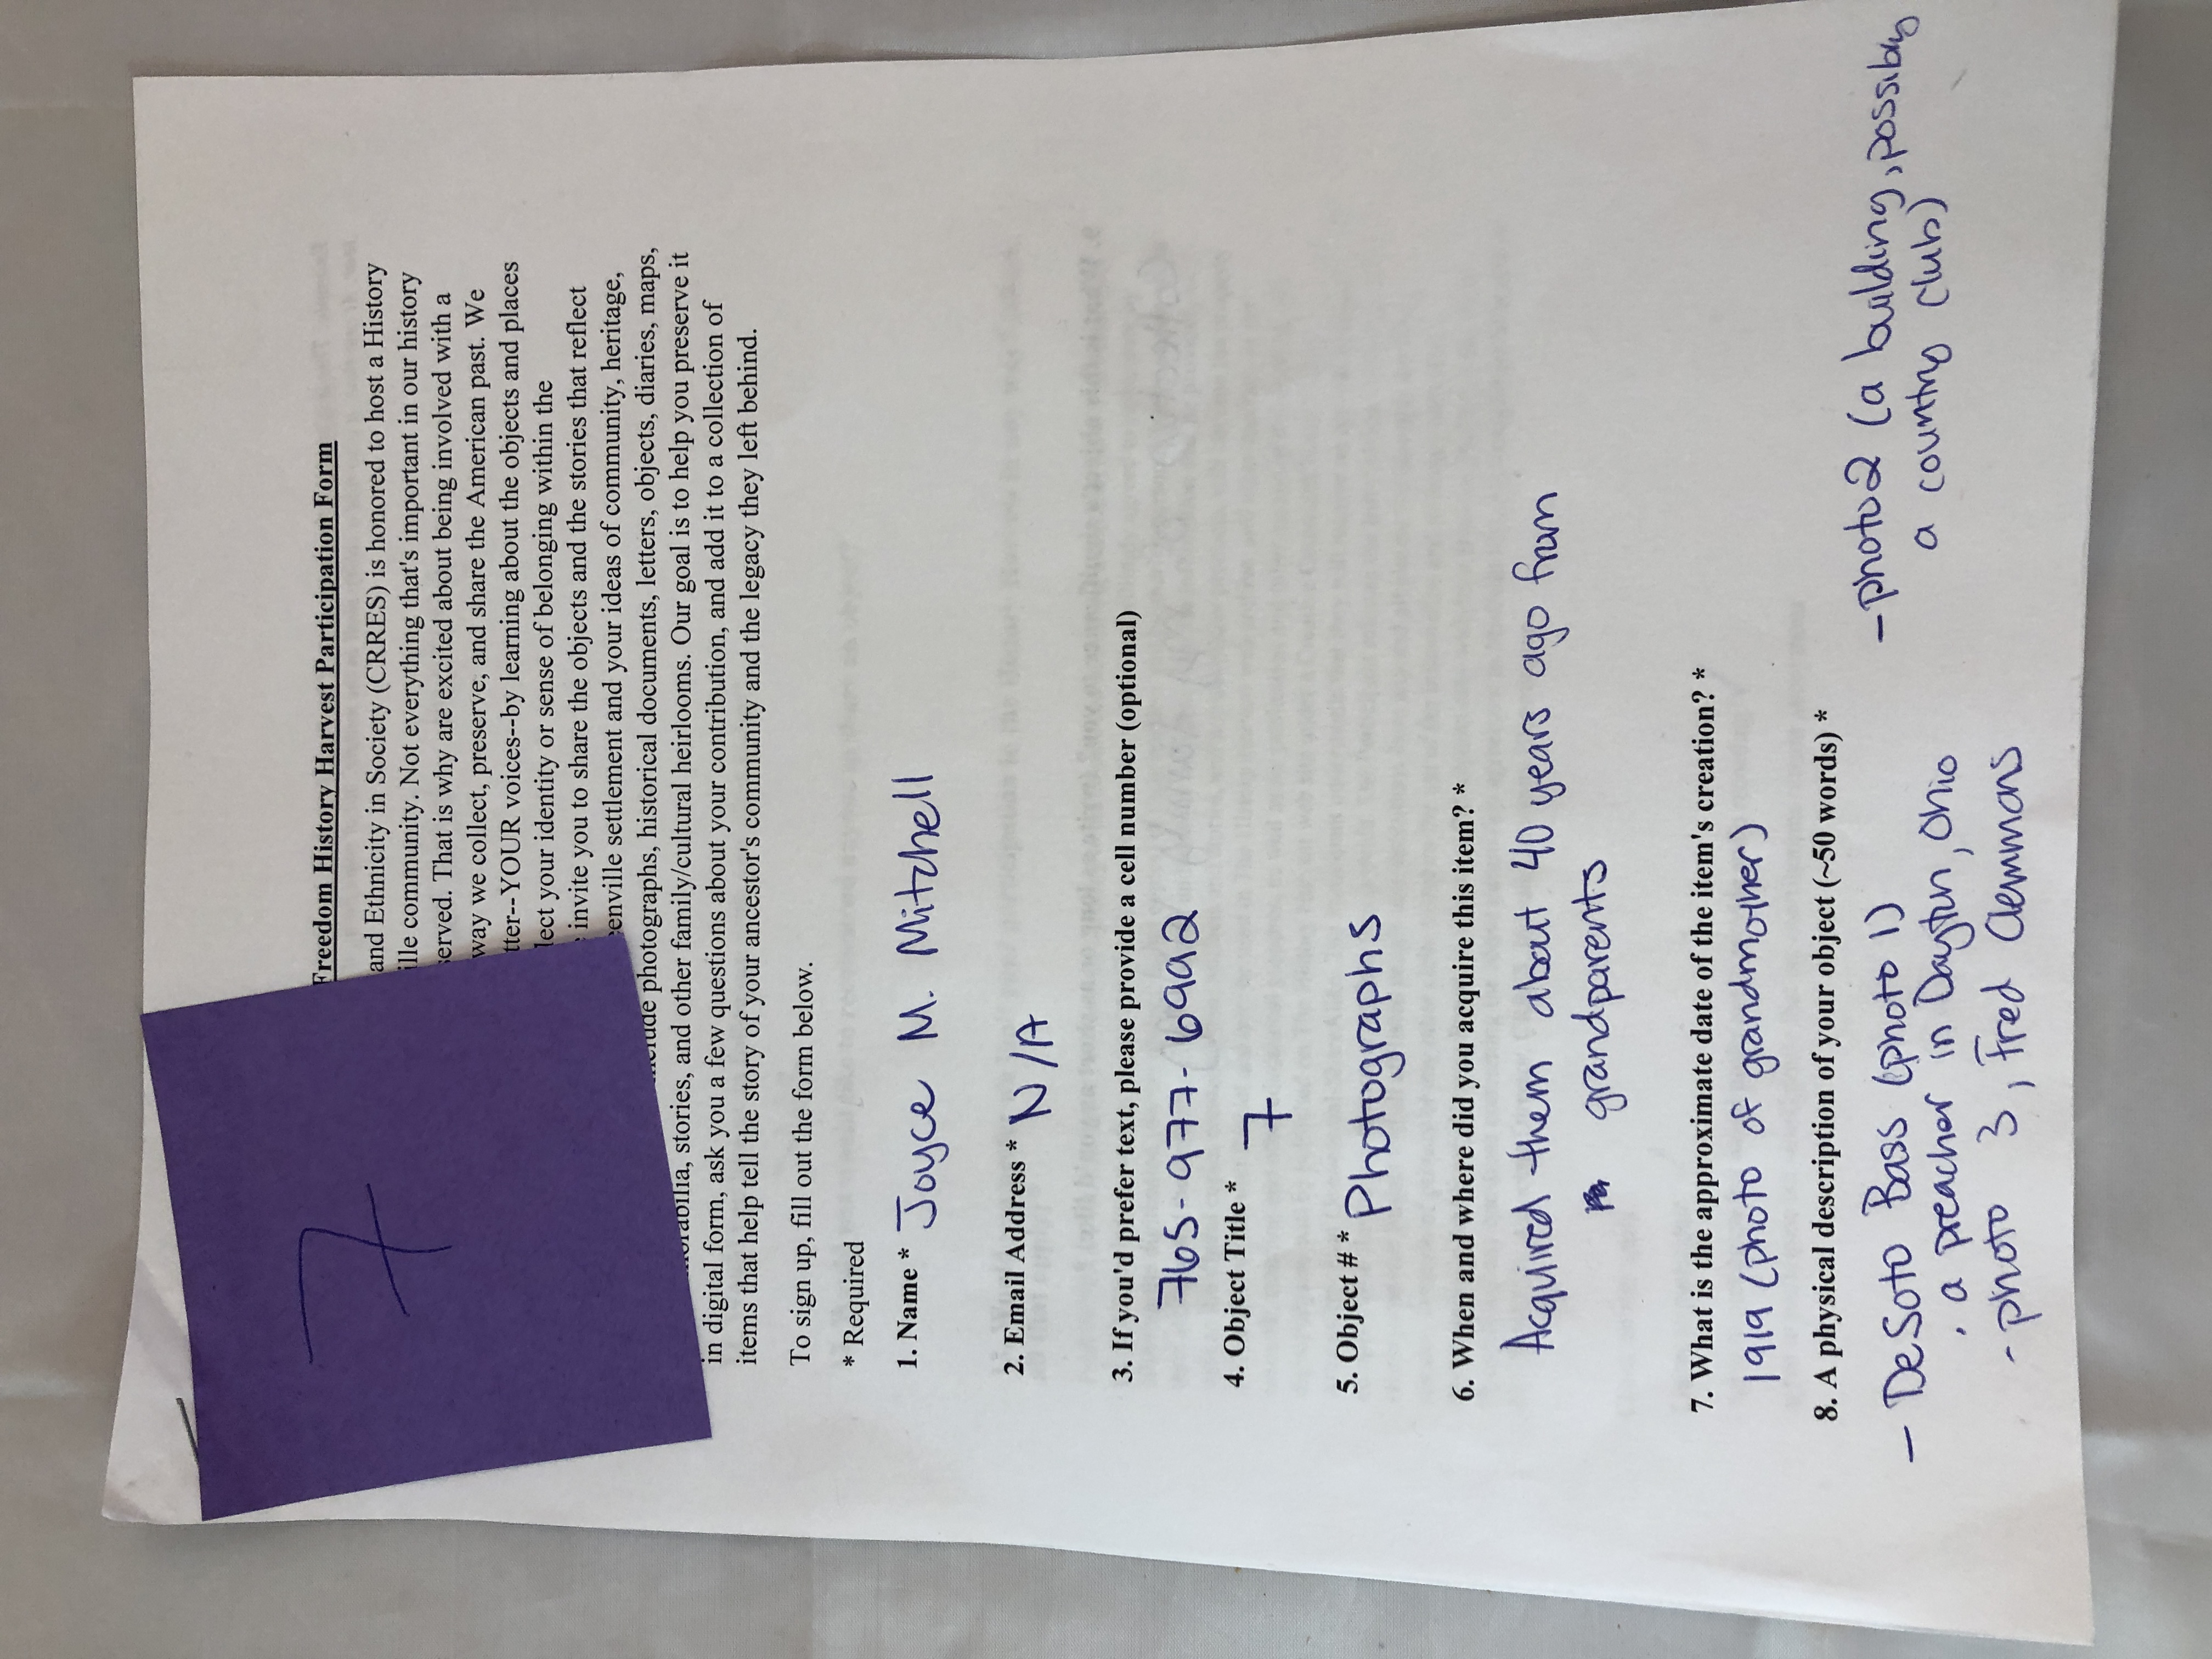 7
Freedom History Harvest Participation Form
and Ethnicity in Society (CRRES) is honored to host a History
ille community. Not everything that's important in our history
served. That is why are excited about being involved with a
way we collect, preserve, and share the American past. We
tter--YOUR voices--by learning about the objects and places
lect your identity or sense of belonging within the
invite you to share the objects and the stories that reflect
enville settlement and your ideas of community, heritage,
clude photographs, historical documents, letters, objects, diaries, maps,
orabilia, stories, and other family/cultural heirlooms. Our goal is to help you preserve it
in digital form, ask you a few questions about your contribution, and add it to a collection of
items that help tell the story of your ancestor's community and the legacy they left behind.
To sign up, fill out the form below.
* Required
1. Name * Joyce M. Mitchell
2. Email Address * N/A
3. If you'd prefer text, please provide a cell number (optional)
765-977-6992
4. Object Title * 7
5. Object # * Photographs
6. When and where did you acquire this item? *
Acquired them about 40 years ago from
grandparents
7. What is the approximate date of the item's creation? *
1919 (photo of grandmother)
8. A physical description of your object (~50 words) *
- DeSoto Bass (photo 1)
. a preacher in Dayton, Ohio
- photo 3, Fred Clemmons
- photo 2 (a building, possibly
a country club)